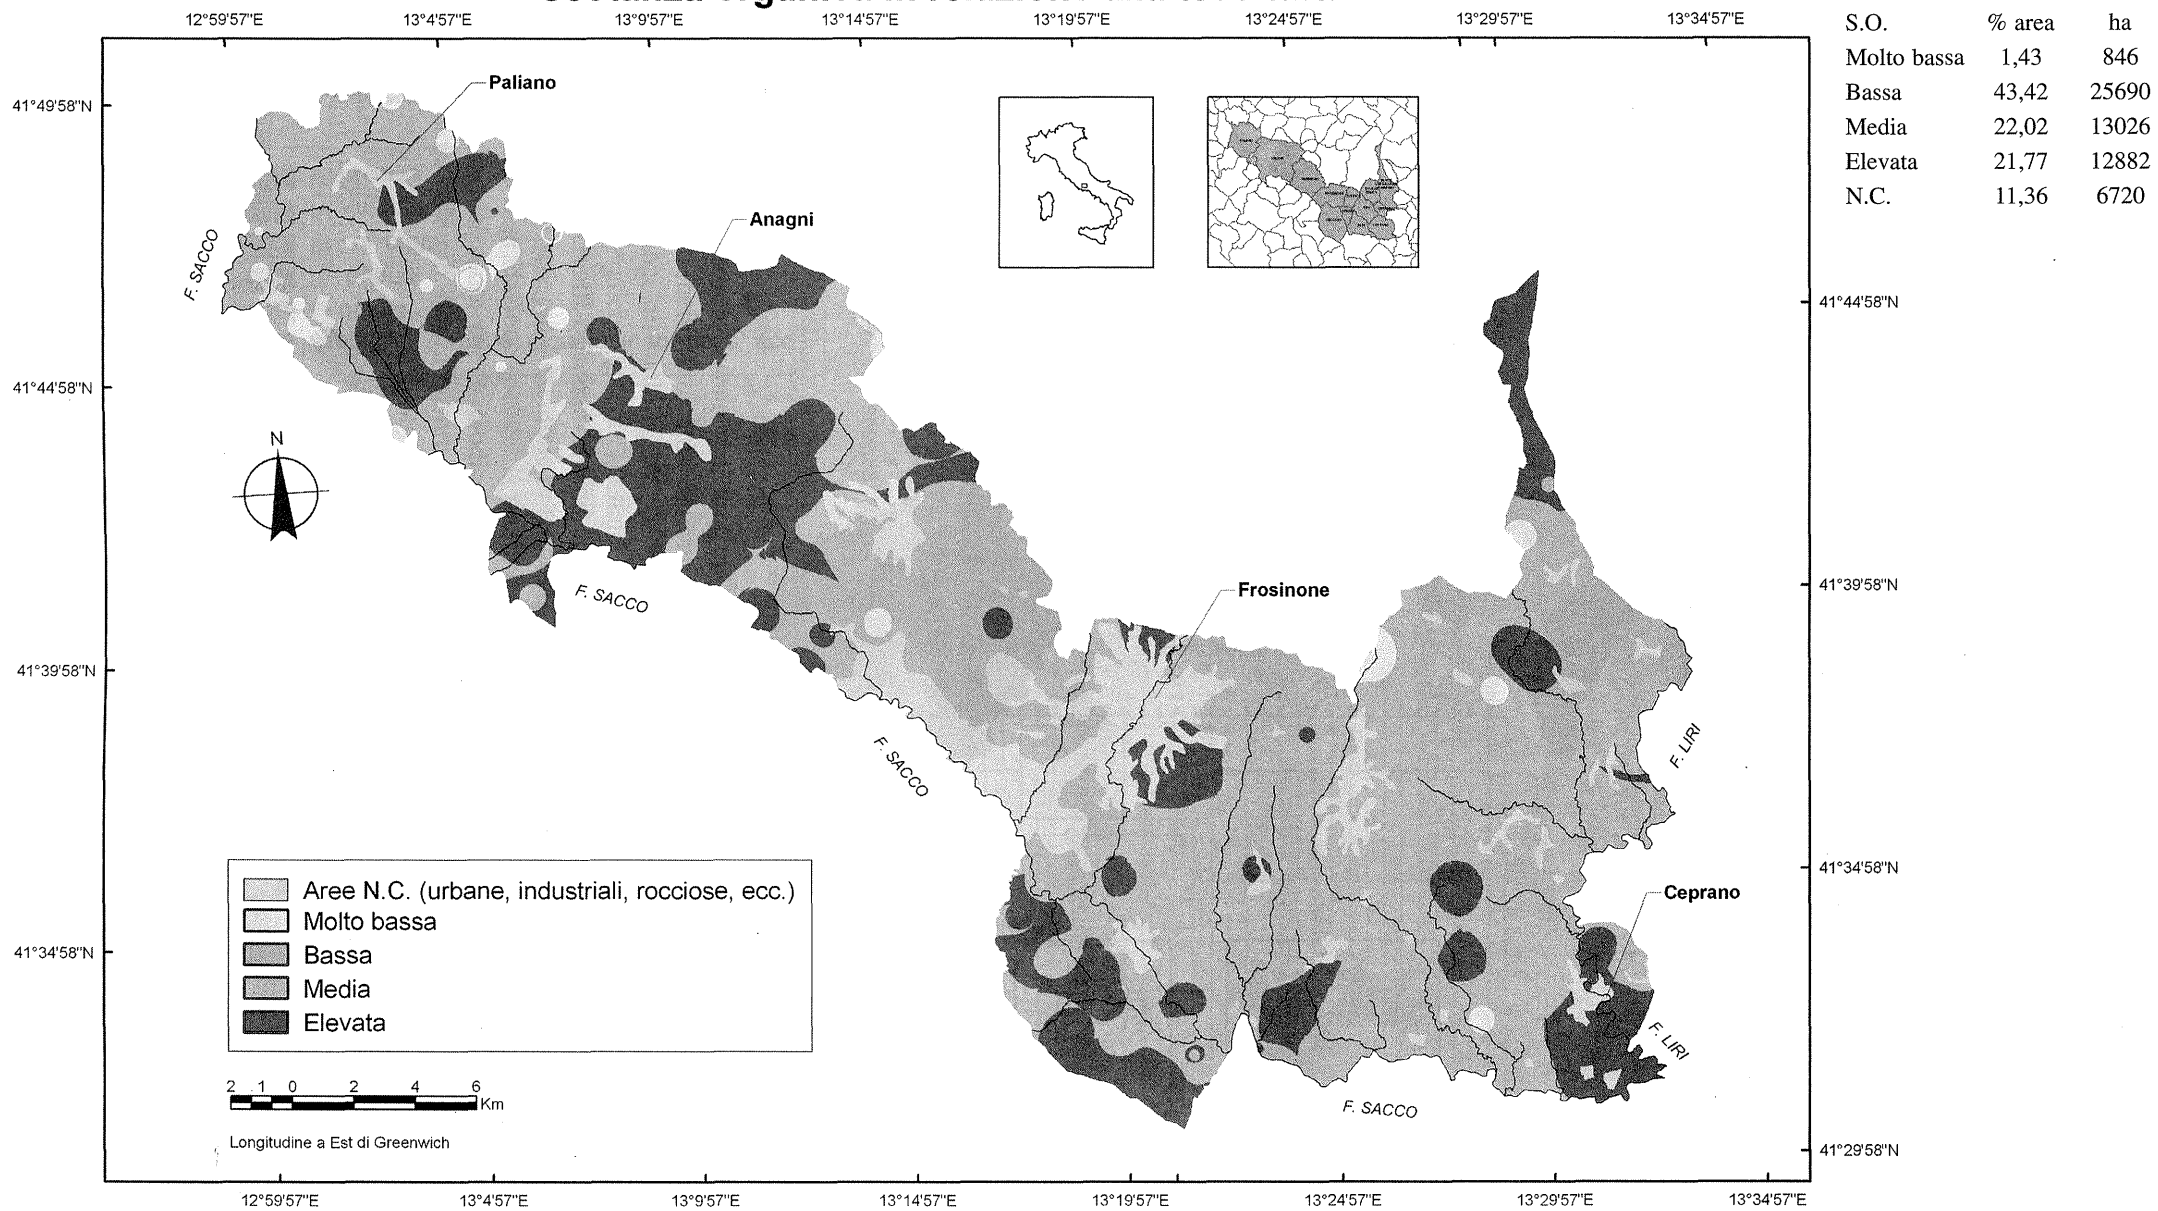 12°59'57"E 13°4'57"E 13°9'57"E 13°14'57"E 13°19'57"E 13°24'57"E 13°29'57"E 13°34'57"E
S.O. % area ha
Molto bassa 1,43 846
Bassa 43,42 25690
Media 22,02 13026
Elevata 21,77 12882
N.C. 11,36 6720
Paliano
41°49'58"N
Anagni
F. SACCO
41°44'58"N
41°44'58"N
N
F. SACCO
Frosinone
41°39'58"N
41°39'58"N
F. SACCO
F. LIRI
41°34'58"N
Ceprano
Aree N.C. (urbane, industriali, rocciose, ecc.)
Molto bassa
Bassa
Media
Elevata
41°34'58"N
F. LIRI
2 1 0 2 4 6
Km
F. SACCO
Longitudine a Est di Greenwich
41°29'58"N
12°59'57"E 13°4'57"E 13°9'57"E 13°14'57"E 13°19'57"E 13°24'57"E 13°29'57"E 13°34'57"E